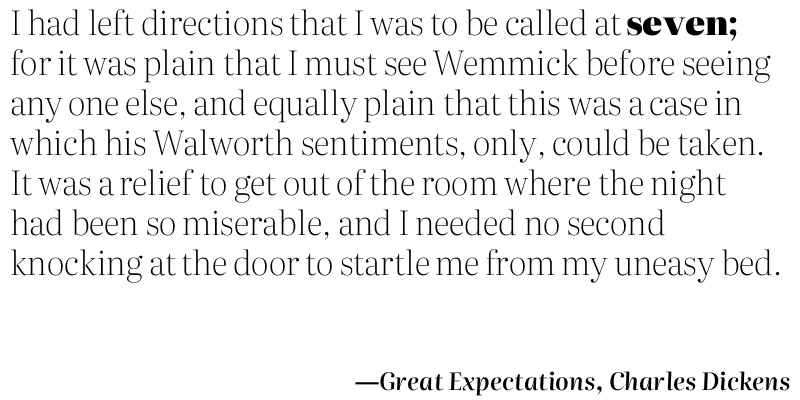 I had left directions that I was to be called at seven;
for it was plain that I must see Wemmick before seeing
any one else, and equally plain that this was a case in
which his Walworth sentiments, only, could be taken.
It was a relief to get out of the room where the night
had been so miserable, and I needed no second
knocking at the door to startle me from my uneasy bed.
—Great Expectations, Charles Dickens